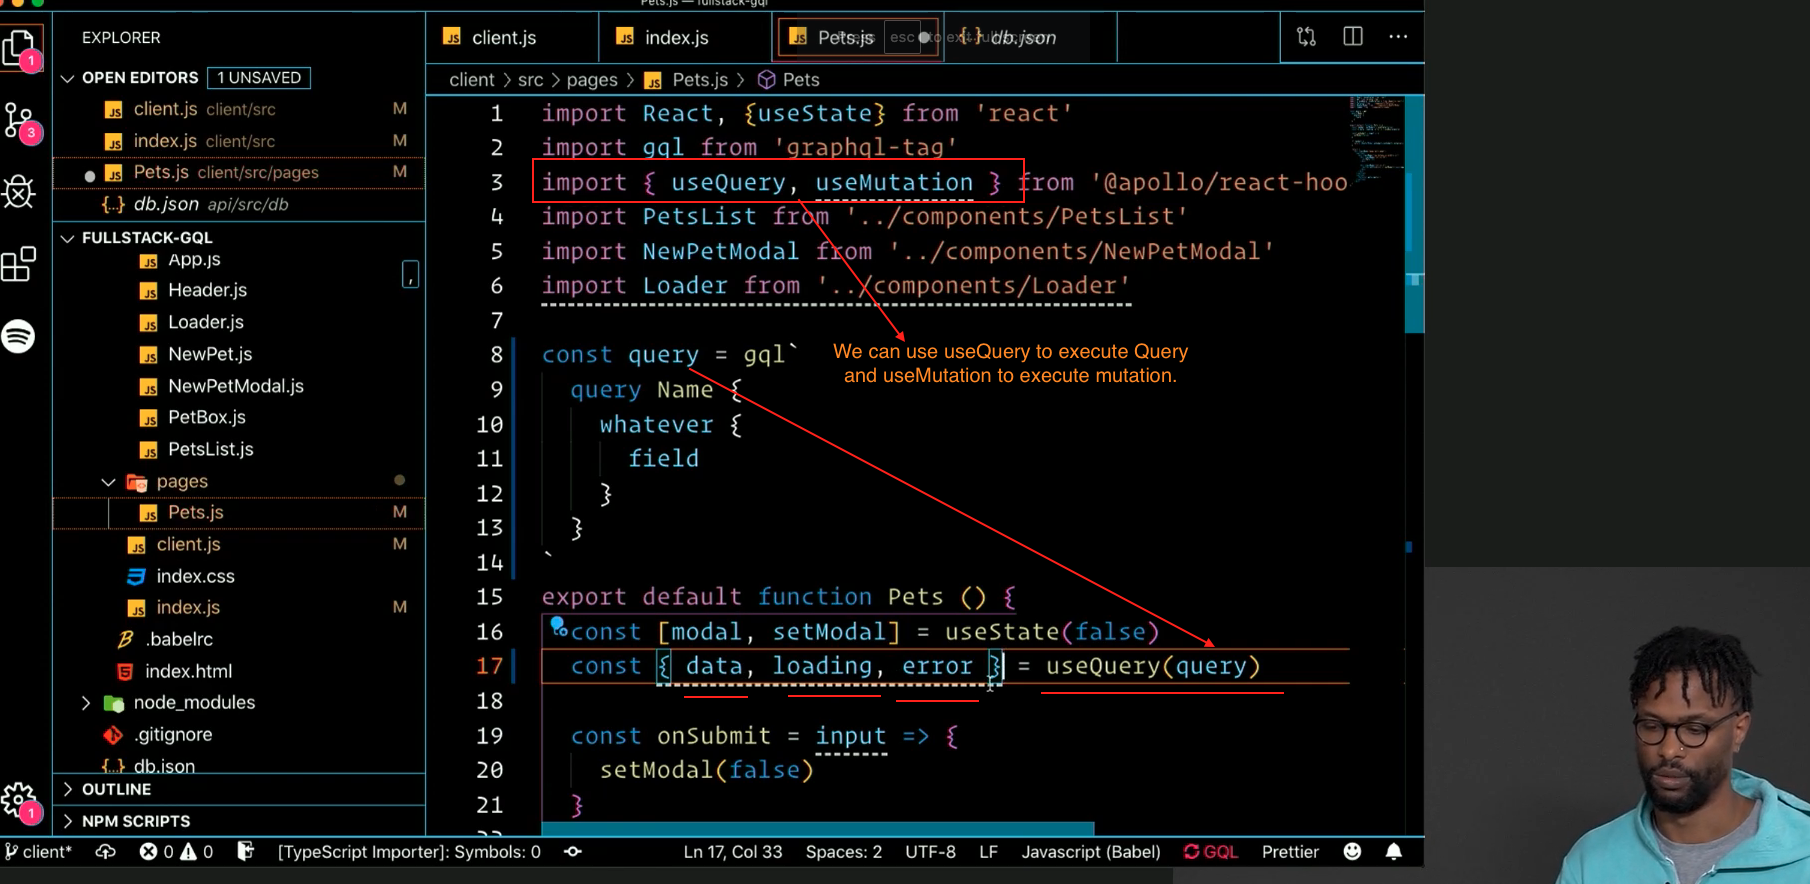 Pets.js — fullstack-gql
EXPLORER
OPEN EDITORS 1 UNSAVED
client.js client/src M
index.js client/src M
Pets.js client/src/pages M
{..} db.json api/src/db
FULLSTACK-GQL
App.js
Header.js
Loader.js
NewPet.js
NewPetModal.js
PetBox.js
PetsList.js
pages
Pets.js M
client.js M
index.css
index.js M
.babelrc
index.html
node_modules
.gitignore
{..} db.json
OUTLINE
NPM SCRIPTS
1
3
1
,
client.js
index.js
Pets.js
esc to exit full screen
{ } db.json
client > src > pages > JS Pets.js > Pets
1 import React, {useState} from 'react'
2 import gql from 'graphql-tag'
3 import { useQuery, useMutation } from '@apollo/react-hoo
4 import PetsList from '../components/PetsList'
5 import NewPetModal from '../components/NewPetModal'
6 import Loader from '../components/Loader'
7
8 const query = gql`
We can use useQuery to execute Query
and useMutation to execute mutation.
9 query Name {
10 whatever {
11 field
12 }
13 }
14 `
15 export default function Pets () {
16 const [modal, setModal] = useState(false)
17 const { data, loading, error } = useQuery(query)
18
19 const onSubmit = input => {
20 setModal(false)
21 }
22
client* 0 0 [TypeScript Importer]: Symbols: 0 Ln 17, Col 33 Spaces: 2 UTF-8 LF Javascript (Babel) GQL Prettier